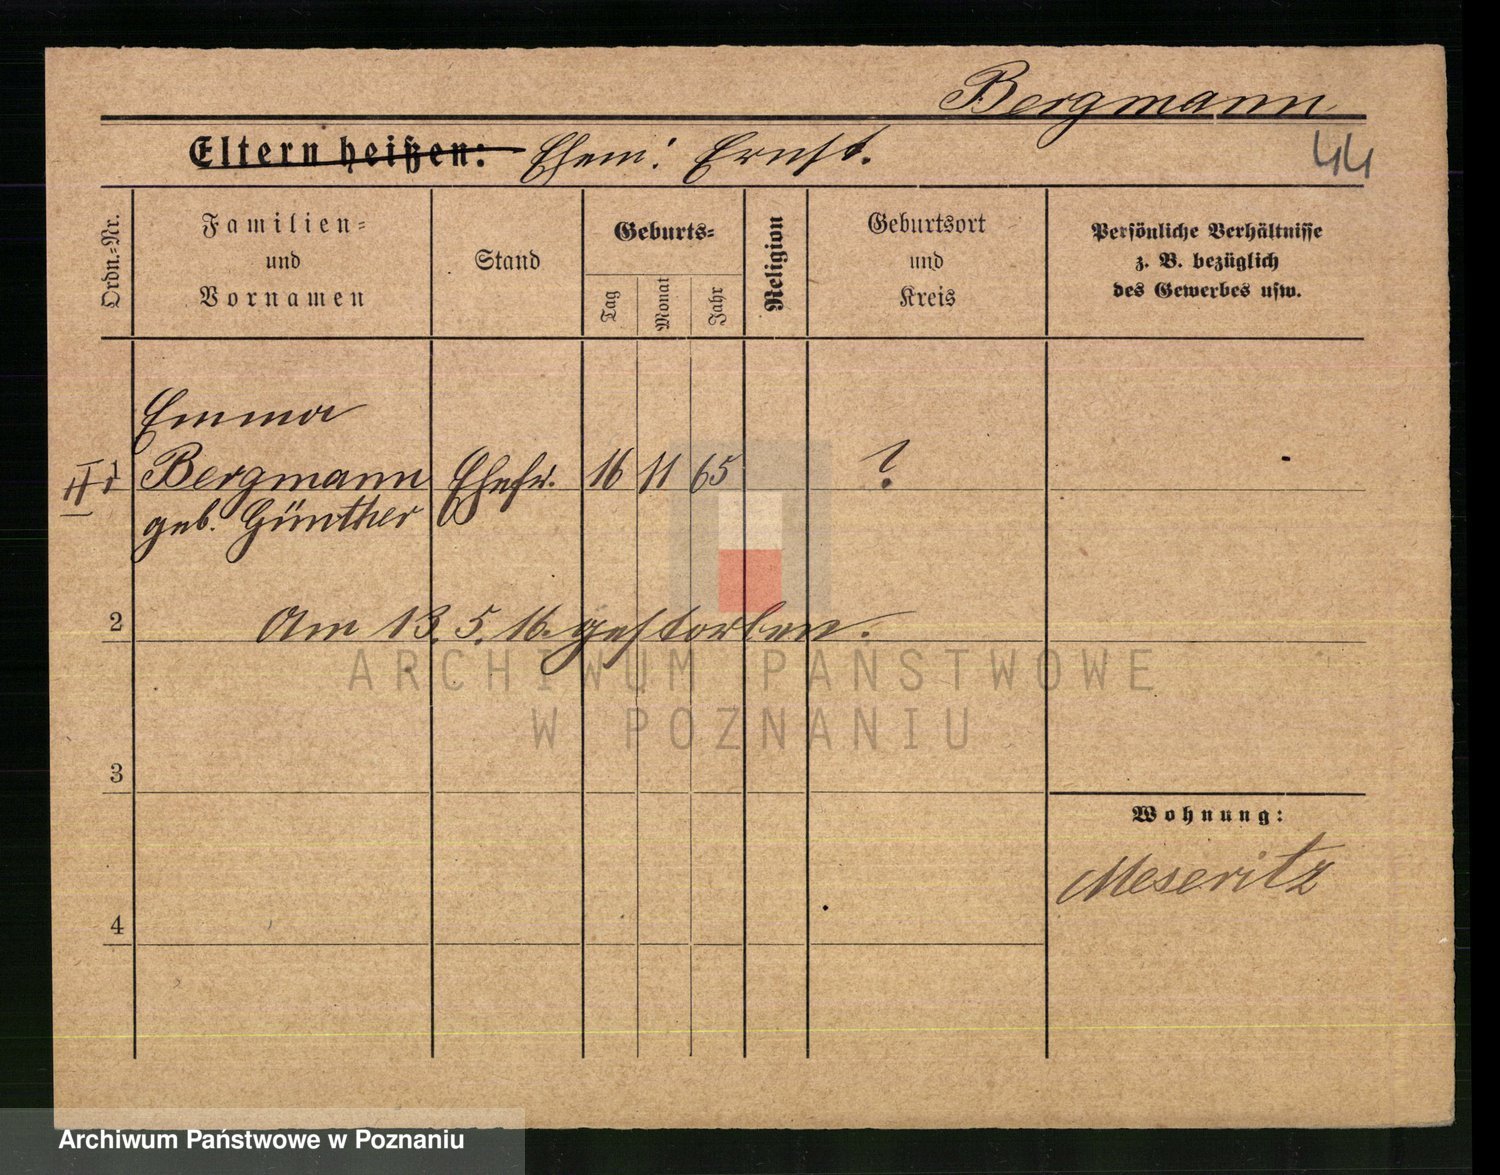 Bergmann
Eltern heißen: Ehem: Ernst.
44
Ordn.-Nr.
Familien-
und
Vornamen
Stand
Geburts-
Tag
Monat
Jahr
Religion
Geburtsort
und
Kreis
Persönliche Verhältnisse
z. B. bezüglich
des Gewerbes usw.
Emma
1 Bergmann Ehefr. 16 11 65 ? -
geb. Günther
2 Am 13. 5. 16. gestorben.
ARCHIWUM PAŃSTWOWE
W POZNANIU
3
Wohnung:
Meseritz
4
Archiwum Państwowe w Poznaniu